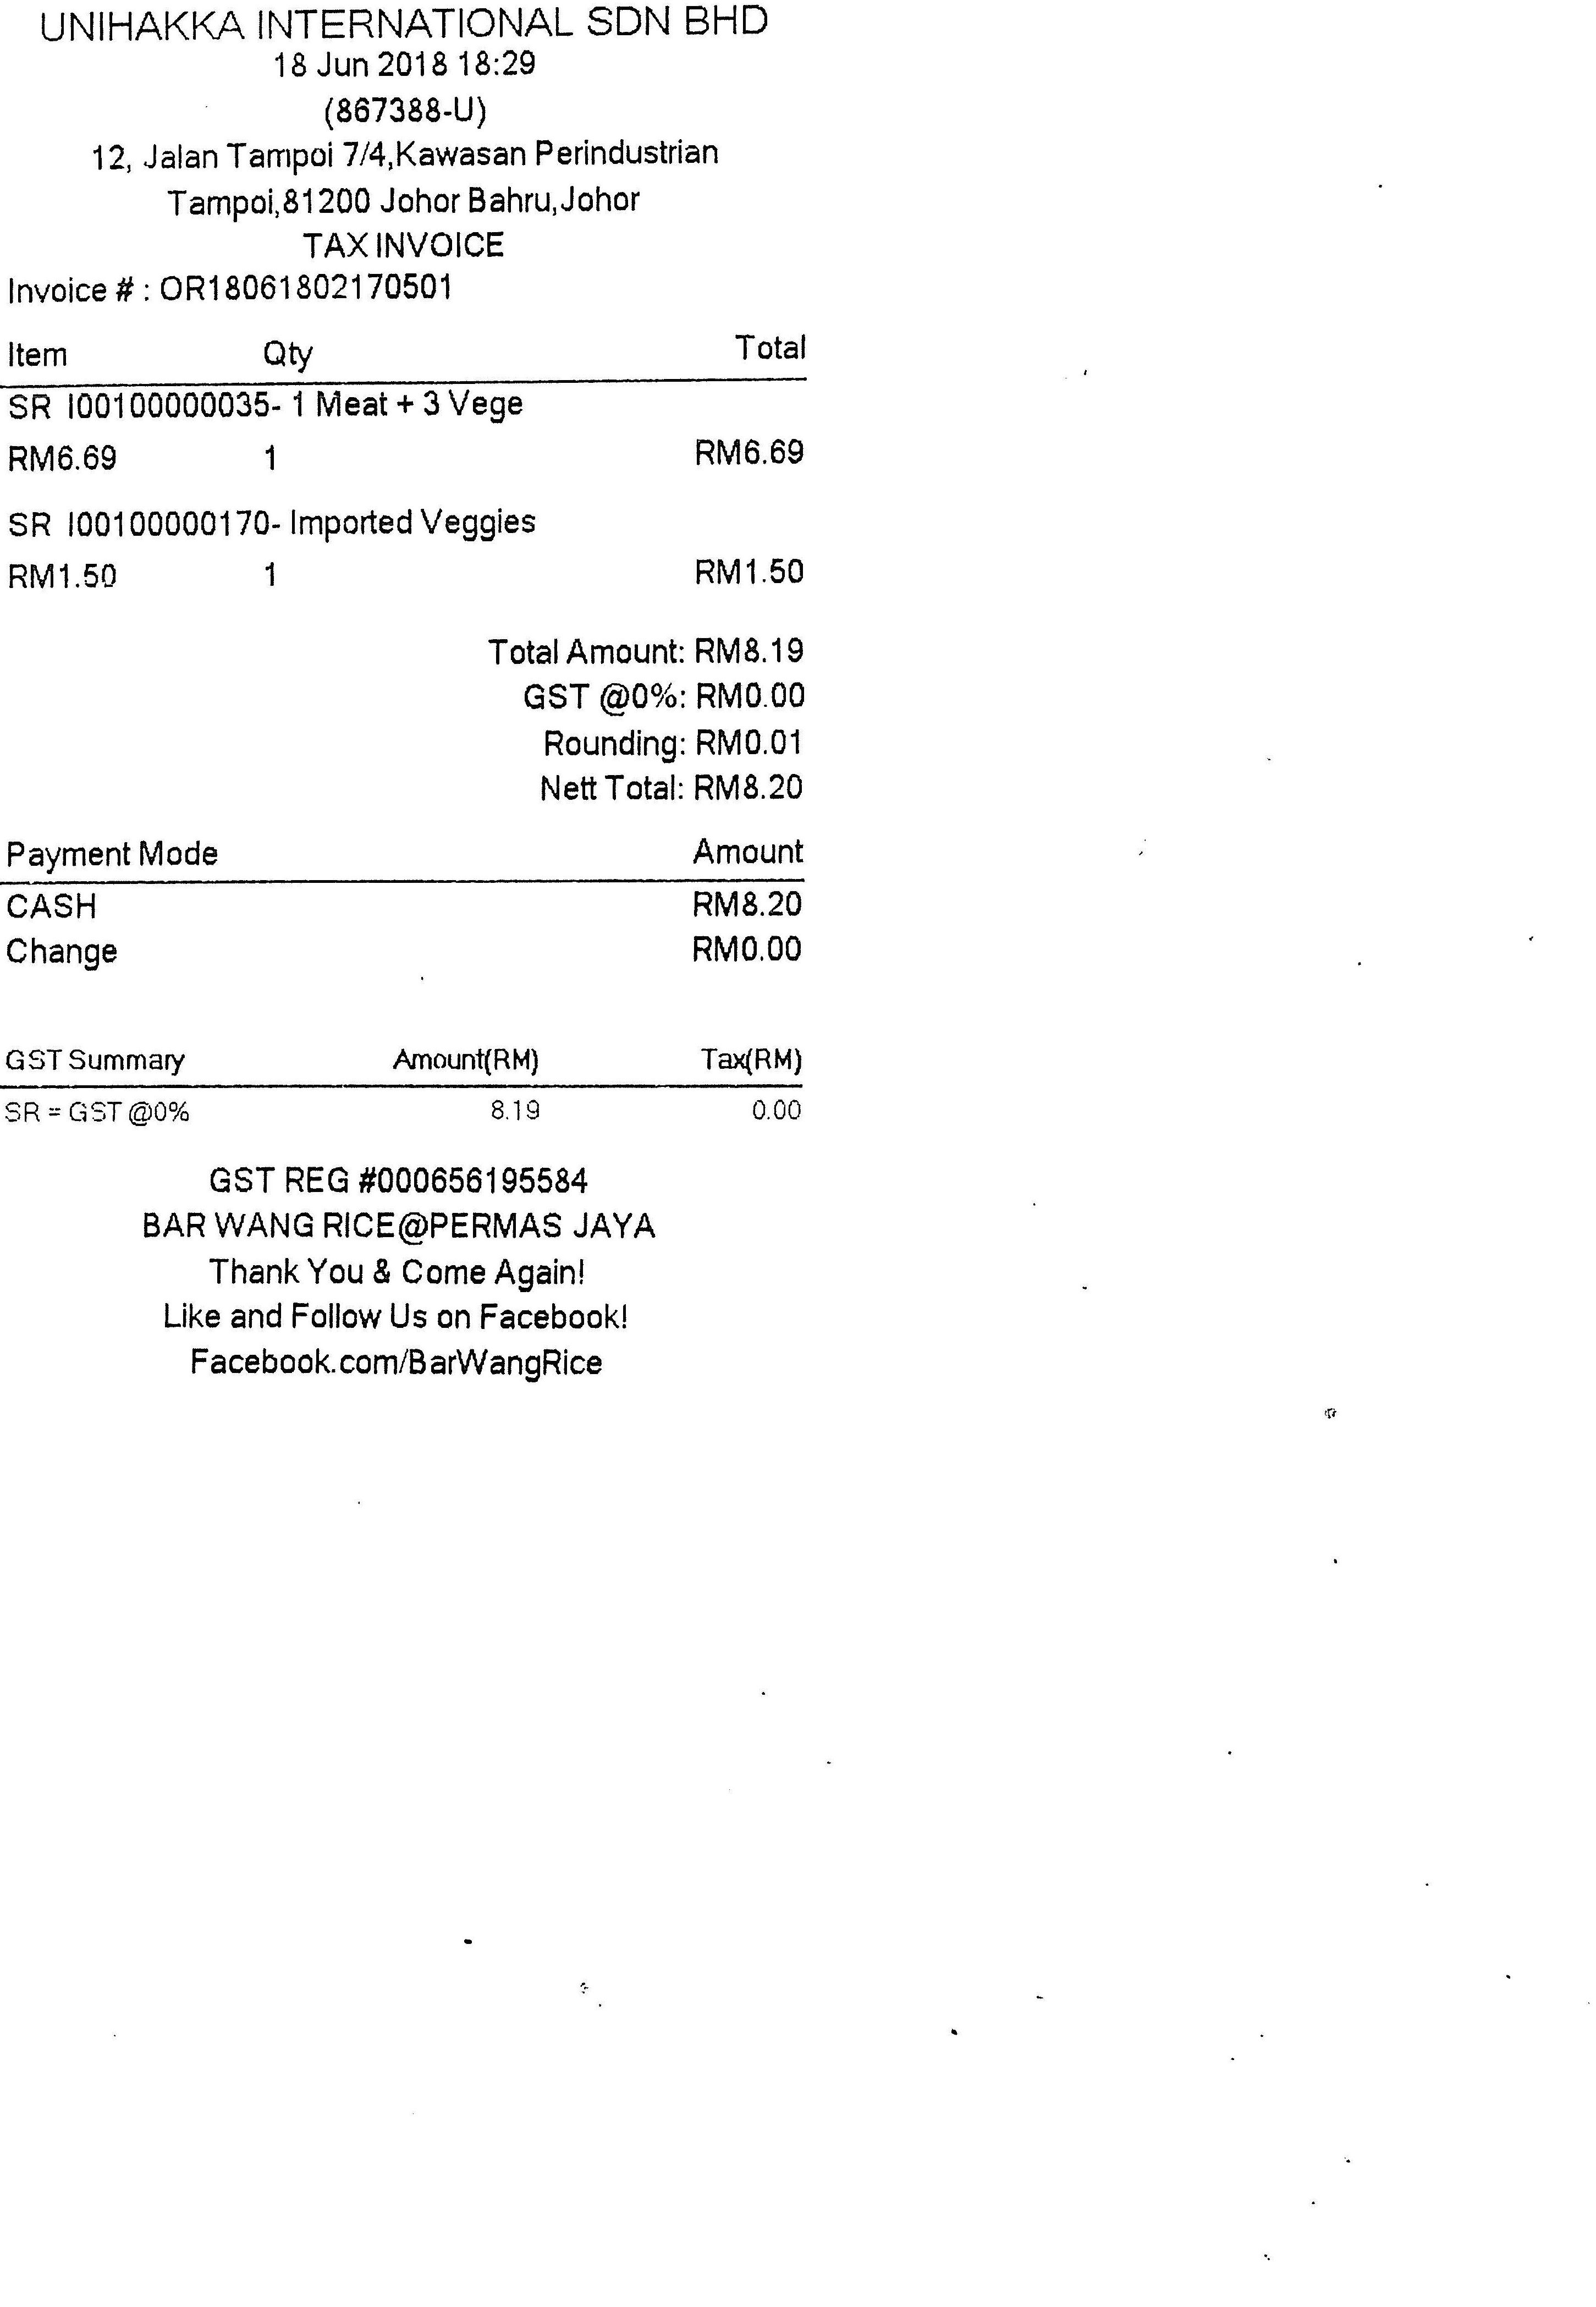 UNIHAKKA INTERNATIONAL SDN BHD
18 Jun 2018 18:29
(867388-U)
12, Jalan Tampoi 7/4,Kawasan Perindustrian
Tampoi,81200 Johor Bahru,Johor
TAX INVOICE
Invoice # : OR18061802170501
Item Qty Total
SR I00100000035- 1 Meat + 3 Vege
RM6.69 1 RM6.69
SR I00100000170- Imported Veggies
RM1.50 1 RM1.50
Total Amount: RM8.19
GST @0%: RM0.00
Rounding: RM0.01
Nett Total: RM8.20
Payment Mode Amount
CASH RM8.20
Change RM0.00
GST Summary Amount(RM) Tax(RM)
SR = GST @0% 8.19 0.00
GST REG #000656195584
BAR WANG RICE@PERMAS JAYA
Thank You & Come Again!
Like and Follow Us on Facebook!
Facebook.com/BarWangRice